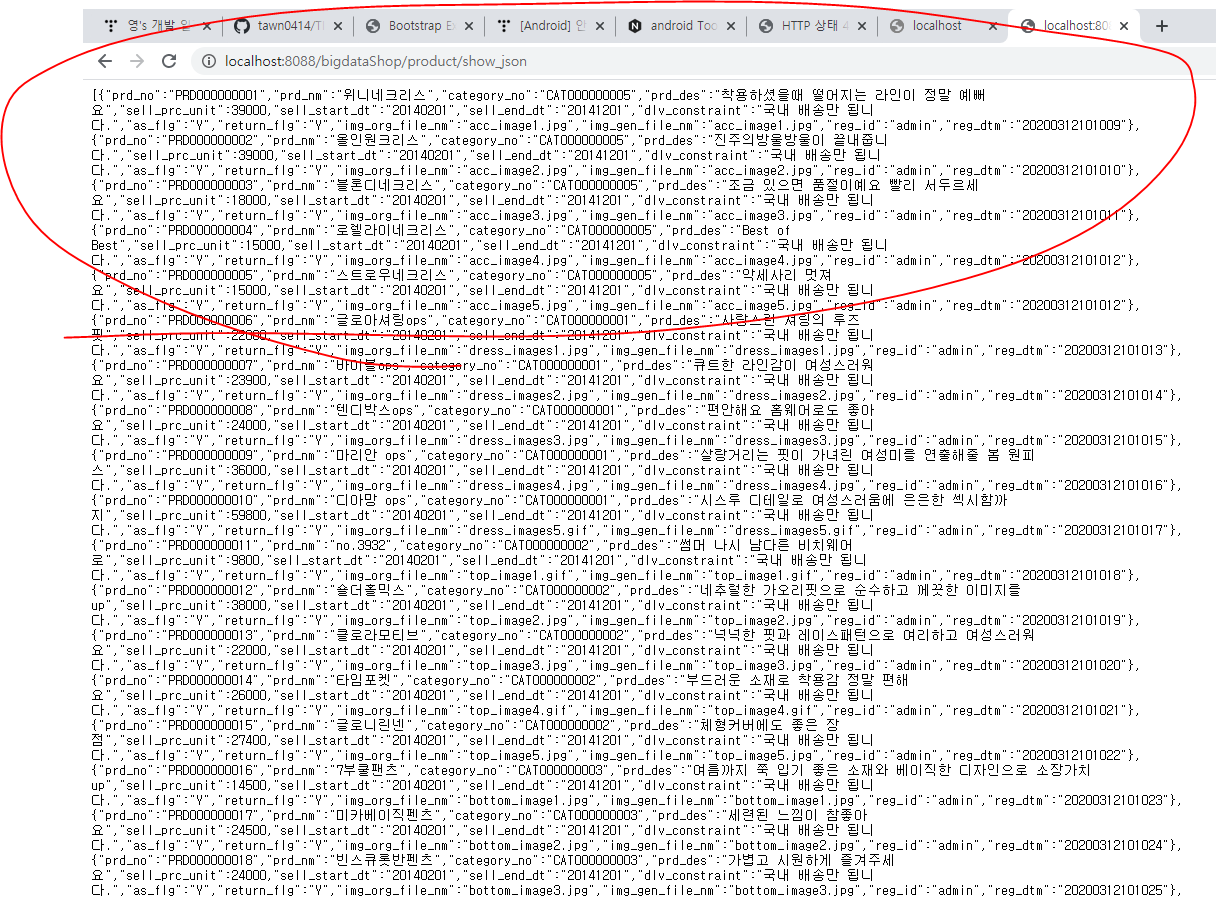 영's 개발 일
tawn0414/TI
Bootstrap Ex
[Android] 안
android Too
HTTP 상태 4
localhost
localhost:80
localhost:8088/bigdataShop/product/show_json
[{"prd_no":"PRD000000001","prd_nm":"위니네크리스","category_no":"CAT000000005","prd_des":"착용하셨을때 떨어지는 라인이 정말 예뻐
요","sell_prc_unit":39000,"sell_start_dt":"20140201","sell_end_dt":"20141201","dlv_constraint":"국내 배송만 됩니
다.","as_flg":"Y","return_flg":"Y","img_org_file_nm":"acc_image1.jpg","img_gen_file_nm":"acc_image1.jpg","reg_id":"admin","reg_dtm":"20200312101009"},
{"prd_no":"PRD000000002","prd_nm":"올인원크리스","category_no":"CAT000000005","prd_des":"진주의방울방울이 끝내줍니
다.","sell_prc_unit":39000,"sell_start_dt":"20140201","sell_end_dt":"20141201","dlv_constraint":"국내 배송만 됩니
다.","as_flg":"Y","return_flg":"Y","img_org_file_nm":"acc_image2.jpg","img_gen_file_nm":"acc_image2.jpg","reg_id":"admin","reg_dtm":"20200312101010"},
{"prd_no":"PRD000000003","prd_nm":"블론디네크리스","category_no":"CAT000000005","prd_des":"조금 있으면 품절이예요 빨리 서두르세
요","sell_prc_unit":18000,"sell_start_dt":"20140201","sell_end_dt":"20141201","dlv_constraint":"국내 배송만 됩니
다.","as_flg":"Y","return_flg":"Y","img_org_file_nm":"acc_image3.jpg","img_gen_file_nm":"acc_image3.jpg","reg_id":"admin","reg_dtm":"20200312101011"},
{"prd_no":"PRD000000004","prd_nm":"로렐라이네크리스","category_no":"CAT000000005","prd_des":"Best of
Best","sell_prc_unit":15000,"sell_start_dt":"20140201","sell_end_dt":"20141201","dlv_constraint":"국내 배송만 됩니
다.","as_flg":"Y","return_flg":"Y","img_org_file_nm":"acc_image4.jpg","img_gen_file_nm":"acc_image4.jpg","reg_id":"admin","reg_dtm":"20200312101012"},
{"prd_no":"PRD000000005","prd_nm":"스트로우네크리스","category_no":"CAT000000005","prd_des":"악세사리 멋져
요","sell_prc_unit":15000,"sell_start_dt":"20140201","sell_end_dt":"20141201","dlv_constraint":"국내 배송만 됩니
다.","as_flg":"Y","return_flg":"Y","img_org_file_nm":"acc_image5.jpg","img_gen_file_nm":"acc_image5.jpg","reg_id":"admin","reg_dtm":"20200312101012"},
{"prd_no":"PRD000000006","prd_nm":"글로아셔링ops","category_no":"CAT000000001","prd_des":"사랑스런 셔링의 루즈
핏","sell_prc_unit":22000,"sell_start_dt":"20140201","sell_end_dt":"20141201","dlv_constraint":"국내 배송만 됩니
다.","as_flg":"Y","return_flg":"Y","img_org_file_nm":"dress_images1.jpg","img_gen_file_nm":"dress_images1.jpg","reg_id":"admin","reg_dtm":"20200312101013"},
{"prd_no":"PRD000000007","prd_nm":"바이블ops","category_no":"CAT000000001","prd_des":"큐트한 라인감이 여성스러워
요","sell_prc_unit":23900,"sell_start_dt":"20140201","sell_end_dt":"20141201","dlv_constraint":"국내 배송만 됩니
다.","as_flg":"Y","return_flg":"Y","img_org_file_nm":"dress_images2.jpg","img_gen_file_nm":"dress_images2.jpg","reg_id":"admin","reg_dtm":"20200312101014"},
{"prd_no":"PRD000000008","prd_nm":"텐디박스ops","category_no":"CAT000000001","prd_des":"편안해요 홈웨어로도 좋아
요","sell_prc_unit":24000,"sell_start_dt":"20140201","sell_end_dt":"20141201","dlv_constraint":"국내 배송만 됩니
다.","as_flg":"Y","return_flg":"Y","img_org_file_nm":"dress_images3.jpg","img_gen_file_nm":"dress_images3.jpg","reg_id":"admin","reg_dtm":"20200312101015"},
{"prd_no":"PRD000000009","prd_nm":"마리안 ops","category_no":"CAT000000001","prd_des":"살랑거리는 핏이 가녀린 여성미를 연출해줄 봄 원피
스","sell_prc_unit":36000,"sell_start_dt":"20140201","sell_end_dt":"20141201","dlv_constraint":"국내 배송만 됩니
다.","as_flg":"Y","return_flg":"Y","img_org_file_nm":"dress_images4.jpg","img_gen_file_nm":"dress_images4.jpg","reg_id":"admin","reg_dtm":"20200312101016"},
{"prd_no":"PRD000000010","prd_nm":"디아망 ops","category_no":"CAT000000001","prd_des":"시스루 디테일로 여성스러움에 은은한 섹시함까
지","sell_prc_unit":59800,"sell_start_dt":"20140201","sell_end_dt":"20141201","dlv_constraint":"국내 배송만 됩니
다.","as_flg":"Y","return_flg":"Y","img_org_file_nm":"dress_images5.gif","img_gen_file_nm":"dress_images5.gif","reg_id":"admin","reg_dtm":"20200312101017"},
{"prd_no":"PRD000000011","prd_nm":"no.3932","category_no":"CAT000000002","prd_des":"썸머 나시 남다른 비치웨어
로","sell_prc_unit":9800,"sell_start_dt":"20140201","sell_end_dt":"20141201","dlv_constraint":"국내 배송만 됩니
다.","as_flg":"Y","return_flg":"Y","img_org_file_nm":"top_image1.gif","img_gen_file_nm":"top_image1.gif","reg_id":"admin","reg_dtm":"20200312101018"},
{"prd_no":"PRD000000012","prd_nm":"숄더홀믹스","category_no":"CAT000000002","prd_des":"네추럴한 가오리핏으로 순수하고 께끗한 이미지를
up","sell_prc_unit":38000,"sell_start_dt":"20140201","sell_end_dt":"20141201","dlv_constraint":"국내 배송만 됩니
다.","as_flg":"Y","return_flg":"Y","img_org_file_nm":"top_image2.jpg","img_gen_file_nm":"top_image2.jpg","reg_id":"admin","reg_dtm":"20200312101019"},
{"prd_no":"PRD000000013","prd_nm":"클로라모티브","category_no":"CAT000000002","prd_des":"넉넉한 핏과 레이스패턴으로 여리하고 여성스러워
요","sell_prc_unit":22000,"sell_start_dt":"20140201","sell_end_dt":"20141201","dlv_constraint":"국내 배송만 됩니
다.","as_flg":"Y","return_flg":"Y","img_org_file_nm":"top_image3.jpg","img_gen_file_nm":"top_image3.jpg","reg_id":"admin","reg_dtm":"20200312101020"},
{"prd_no":"PRD000000014","prd_nm":"타임포켓","category_no":"CAT000000002","prd_des":"부드러운 소재로 착용감 정말 편해
요","sell_prc_unit":26000,"sell_start_dt":"20140201","sell_end_dt":"20141201","dlv_constraint":"국내 배송만 됩니
다.","as_flg":"Y","return_flg":"Y","img_org_file_nm":"top_image4.gif","img_gen_file_nm":"top_image4.gif","reg_id":"admin","reg_dtm":"20200312101021"},
{"prd_no":"PRD000000015","prd_nm":"글로니린넨","category_no":"CAT000000002","prd_des":"체형커버에도 좋은 장
점","sell_prc_unit":27400,"sell_start_dt":"20140201","sell_end_dt":"20141201","dlv_constraint":"국내 배송만 됩니
다.","as_flg":"Y","return_flg":"Y","img_org_file_nm":"top_image5.jpg","img_gen_file_nm":"top_image5.jpg","reg_id":"admin","reg_dtm":"20200312101022"},
{"prd_no":"PRD000000016","prd_nm":"7부쿨팬츠","category_no":"CAT000000003","prd_des":"여름까지 쭉 입기 좋은 소재와 베이직한 디자인으로 소장가치
up","sell_prc_unit":14500,"sell_start_dt":"20140201","sell_end_dt":"20141201","dlv_constraint":"국내 배송만 됩니
다.","as_flg":"Y","return_flg":"Y","img_org_file_nm":"bottom_image1.jpg","img_gen_file_nm":"bottom_image1.jpg","reg_id":"admin","reg_dtm":"20200312101023"},
{"prd_no":"PRD000000017","prd_nm":"미카베이직펜츠","category_no":"CAT000000003","prd_des":"세련된 느낌이 참좋아
요","sell_prc_unit":24500,"sell_start_dt":"20140201","sell_end_dt":"20141201","dlv_constraint":"국내 배송만 됩니
다.","as_flg":"Y","return_flg":"Y","img_org_file_nm":"bottom_image2.jpg","img_gen_file_nm":"bottom_image2.jpg","reg_id":"admin","reg_dtm":"20200312101024"},
{"prd_no":"PRD000000018","prd_nm":"빈스큐롯반펜츠","category_no":"CAT000000003","prd_des":"가볍고 시원하게 즐겨주세
요","sell_prc_unit":24000,"sell_start_dt":"20140201","sell_end_dt":"20141201","dlv_constraint":"국내 배송만 됩니
다.","as_flg":"Y","return_flg":"Y","img_org_file_nm":"bottom_image3.jpg","img_gen_file_nm":"bottom_image3.jpg","reg_id":"admin","reg_dtm":"20200312101025"},